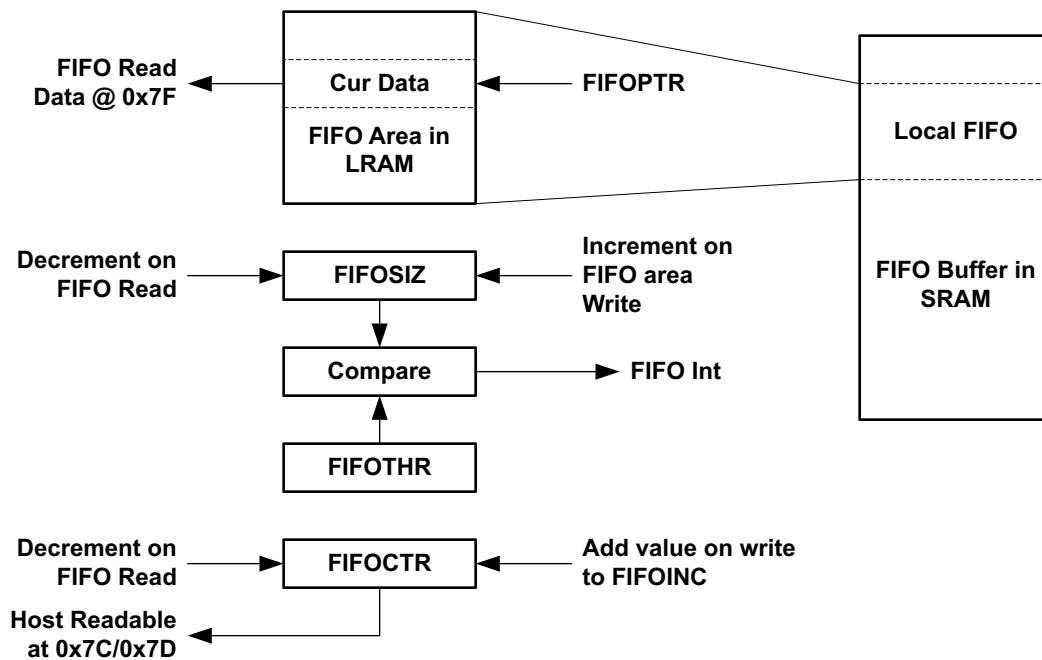 FIFO Read
Data @ 0x7F
Cur Data
FIFOPTR
FIFO Area in
LRAM
Local FIFO
FIFO Buffer in
SRAM
Decrement on
FIFO Read
FIFOSIZ
Increment on
FIFO area
Write
Compare
FIFO Int
FIFOTHR
Decrement on
FIFO Read
FIFOCTR
Add value on write
to FIFOINC
Host Readable
at 0x7C/0x7D